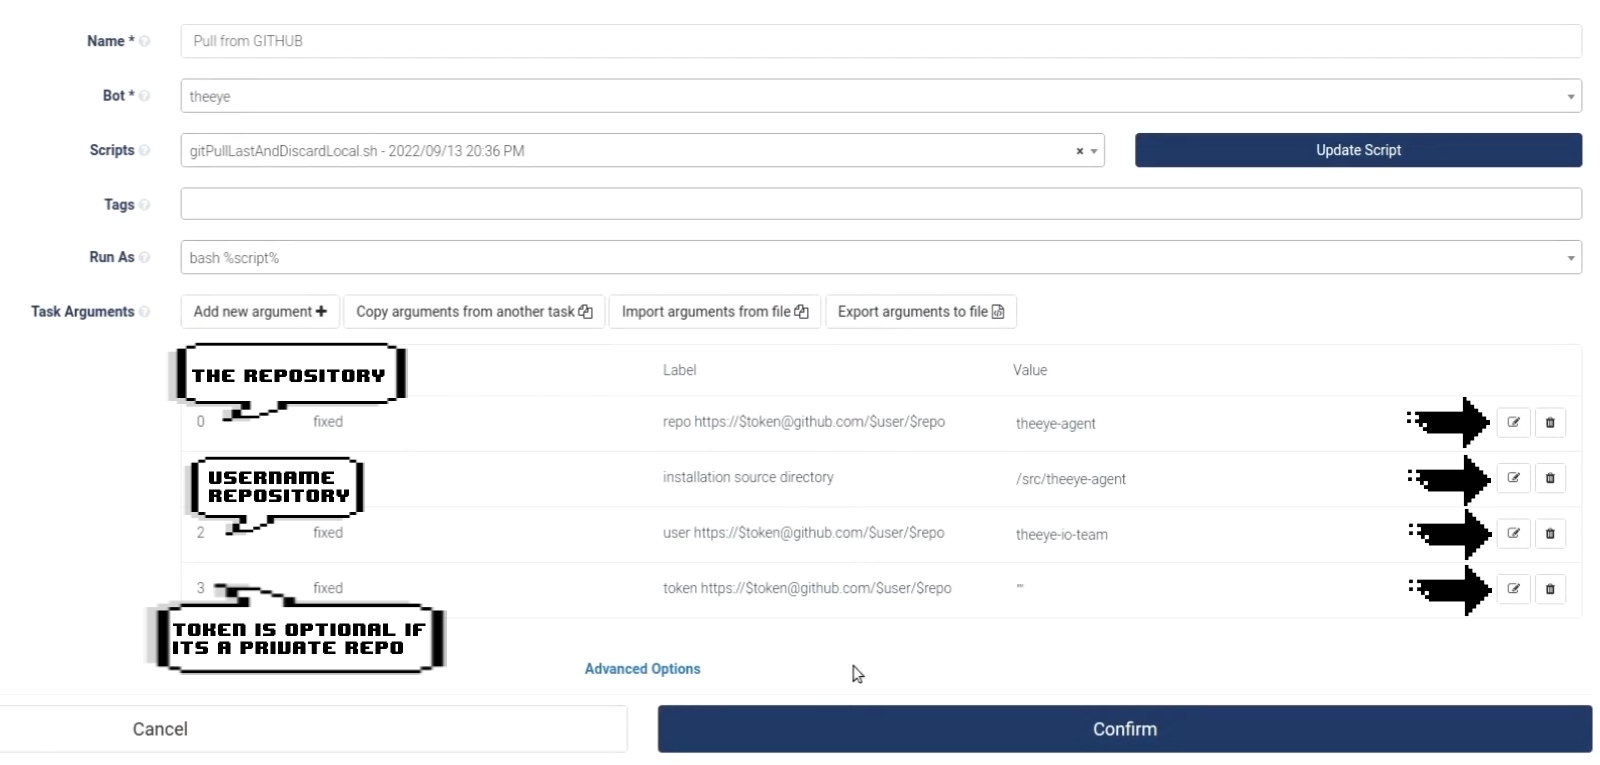 Name *
Pull from GITHUB
Bot *
theeye
Scripts
gitPullLastAndDiscardLocal.sh - 2022/09/13 20:36 PM
×
Update Script
Tags
Run As
bash %script%
Task Arguments
Add new argument
Copy arguments from another task
Import arguments from file
Export arguments to file
THE REPOSITORY
Label
Value
0
fixed
repo https://$token@github.com/$user/$repo
theeye-agent
USERNAME
REPOSITORY
installation source directory
/src/theeye-agent
2
fixed
user https://$token@github.com/$user/$repo
theeye-io-team
3
fixed
token https://$token@github.com/$user/$repo
""
TOKEN IS OPTIONAL IF
ITS A PRIVATE REPO
Advanced Options
Cancel
Confirm